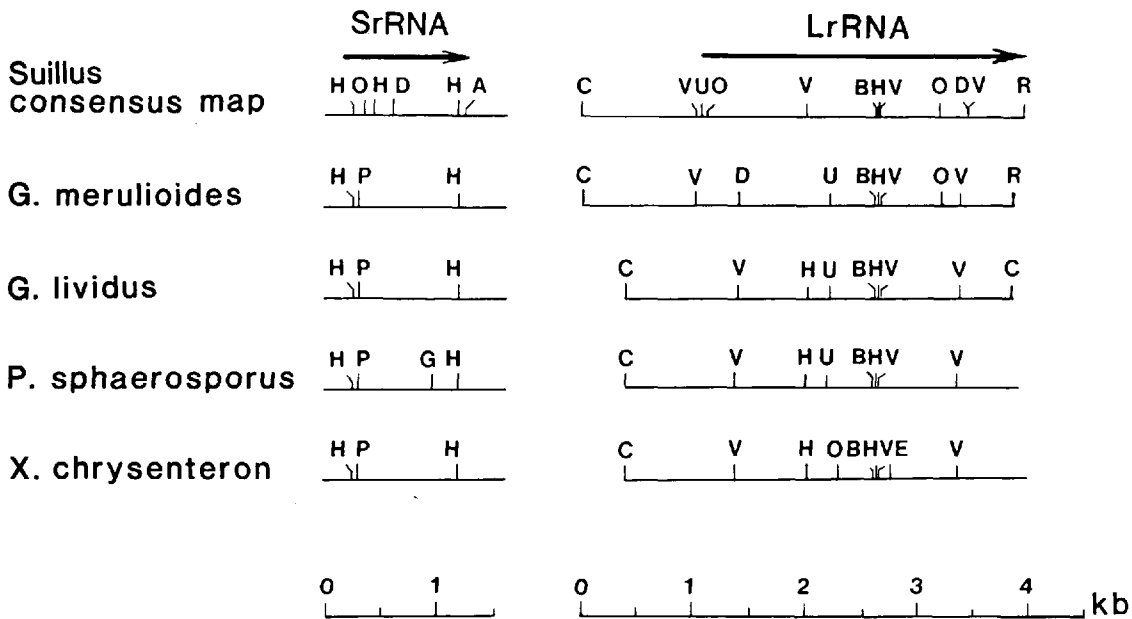 SrRNA LrRNA
Suillus H O H D H A C V U O V B H V O D V R
consensus map
G. merulioides H P H C V D U B H V O V R
G. lividus H P H C V H U B H V V C
P. sphaerosporus H P G H C V H U B H V V
X. chrysenteron H P H C V H O B H V E V
0 1 0 1 2 3 4 kb